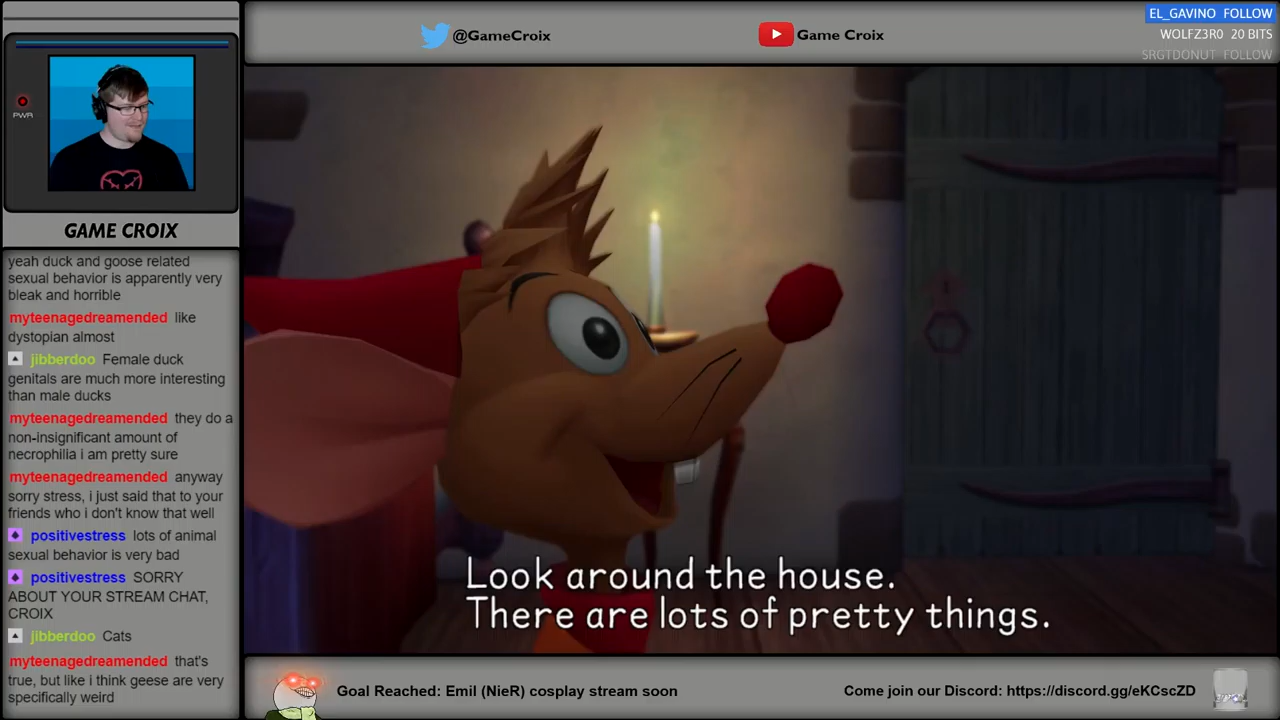 @GameCroix
Game Croix
EL_GAVINO FOLLOW
WOLFZ3R0 20 BITS
SRGTDONUT FOLLOW
PWR
GAME CROIX
yeah duck and goose related
sexual behavior is apparently very
bleak and horrible
myteenagedreamended like
dystopian almost
jibberdoo Female duck
genitals are much more interesting
than male ducks
myteenagedreamended they do a
non-insignificant amount of
necrophilia i am pretty sure
myteenagedreamended anyway
sorry stress, i just said that to your
friends who i don't know that well
positivestress lots of animal
sexual behavior is very bad
positivestress SORRY
ABOUT YOUR STREAM CHAT,
CROIX
jibberdoo Cats
myteenagedreamended that's
true, but like i think geese are very
specifically weird
Look around the house.
There are lots of pretty things.
Goal Reached: Emil (NieR) cosplay stream soon
Come join our Discord: https://discord.gg/eKCscZD